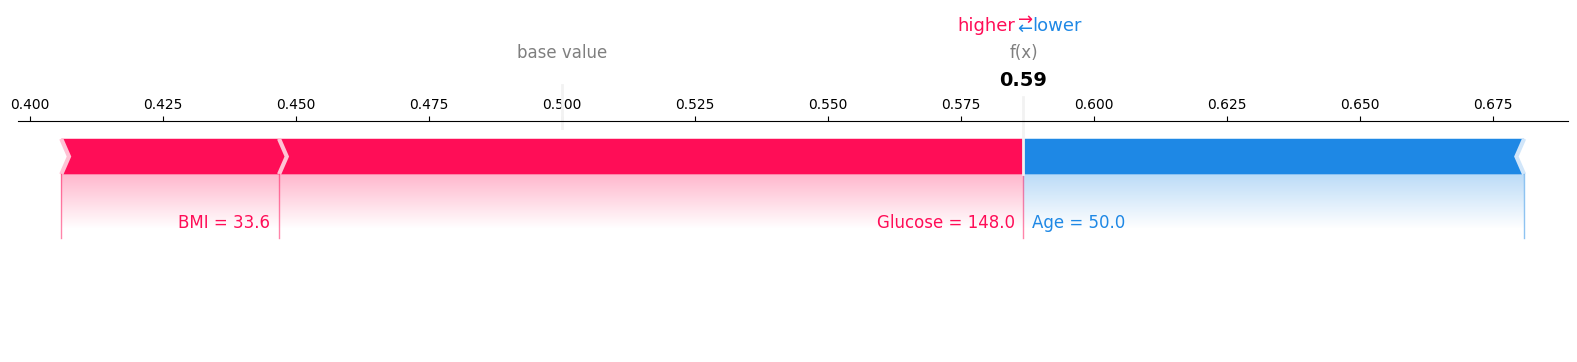 higher ⇄ lower
base value f(x)
0.59
0.400 0.425 0.450 0.475 0.500 0.525 0.550 0.575 0.600 0.625 0.650 0.675
BMI = 33.6 Glucose = 148.0 Age = 50.0